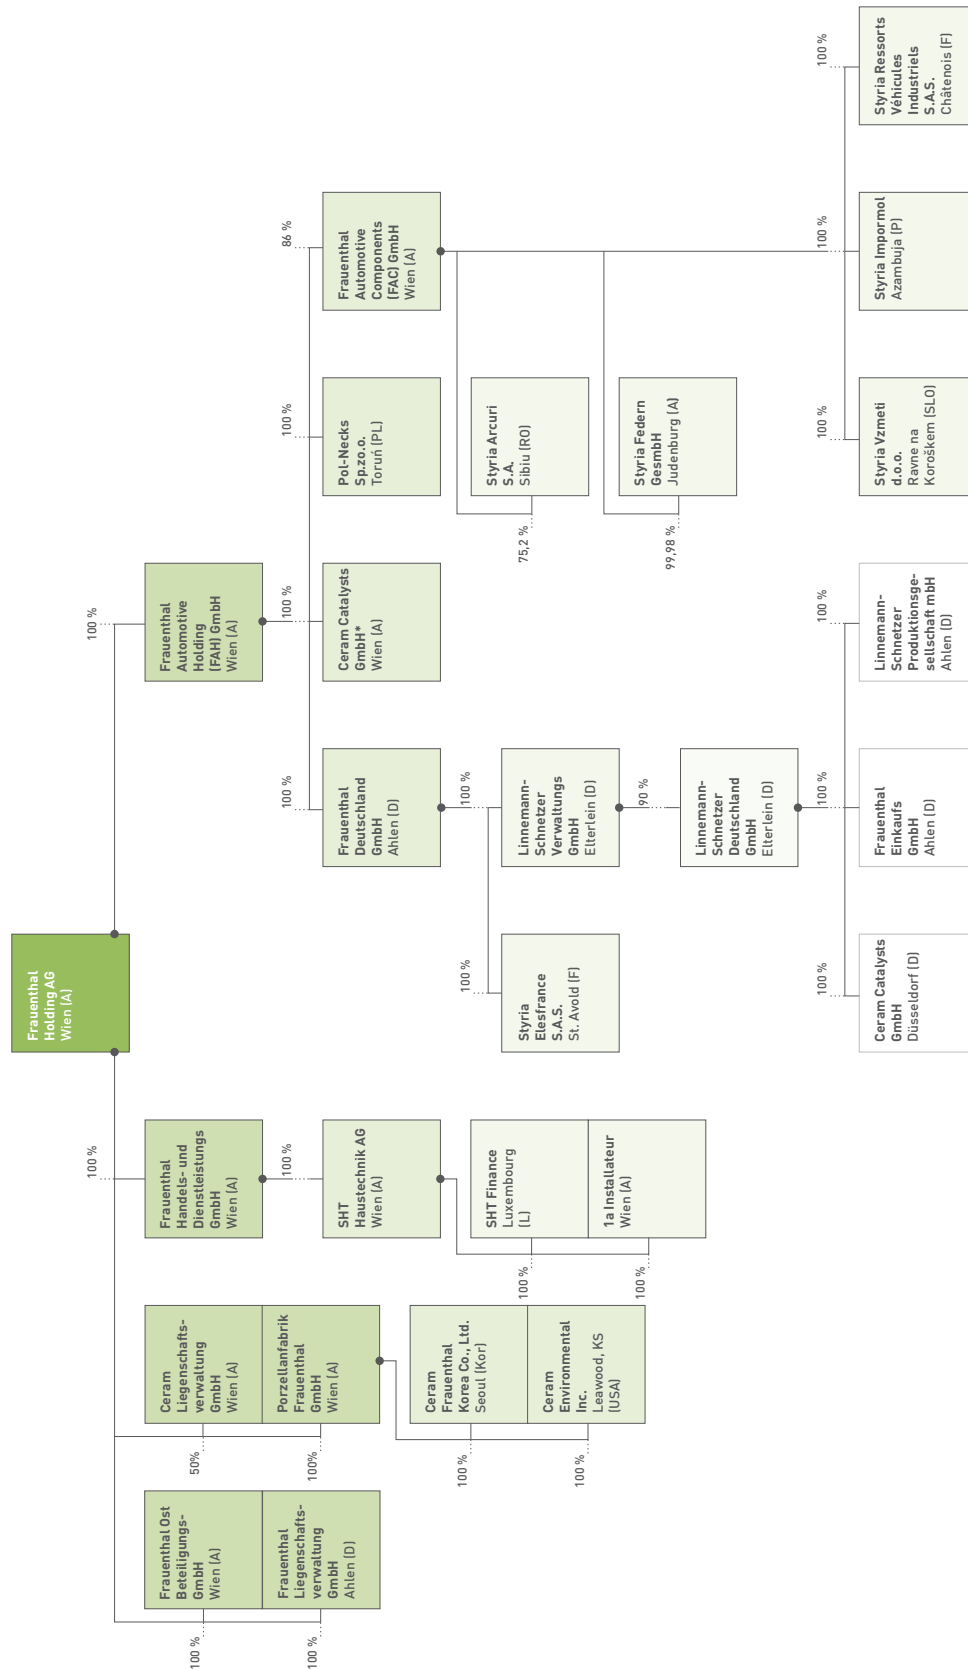 Frauenthal
Holding AG
Wien (A)
100 %
100 %
100 %
Frauenthal Ost
Beteiligungs-
GmbH
Wien (A)
100 %
Frauenthal
Liegenschafts-
verwaltung
GmbH
Ahlen (D)
50%
Ceram
Liegenschafts-
verwaltung
GmbH
Wien (A)
100%
Porzellanfabrik
Frauenthal
GmbH
Wien (A)
100 %
Ceram
Frauenthal
Korea Co., Ltd.
Seoul (Kor)
100 %
Ceram
Environmental
Inc.
Leawood, KS
(USA)
Frauenthal
Handels- und
Dienstleistungs
GmbH
Wien (A)
100 %
SHT
Haustechnik AG
Wien (A)
100 %
SHT Finance
Luxembourg
(L)
100 %
1a Installateur
Wien (A)
Frauenthal
Automotive
Holding
(FAH) GmbH
Wien (A)
100 %
100 %
100 %
86 %
Frauenthal
Deutschland
GmbH
Ahlen (D)
Ceram Catalysts
GmbH*
Wien (A)
Pol-Necks
Sp.zo.o.
Toruń (PL)
Frauenthal
Automotive
Components
(FAC) GmbH
Wien (A)
100 %
100 %
Styria
Elesfrance
S.A.S.
St. Avold (F)
Linnemann-
Schnetzer
Verwaltungs
GmbH
Elterlein (D)
90 %
Linnemann-
Schnetzer
Deutschland
GmbH
Elterlein (D)
75,2 %
Styria Arcuri
S.A.
Sibiu (RO)
99,98 %
Styria Federn
GesmbH
Judenburg (A)
100 %
100 %
100 %
100 %
100 %
100 %
Ceram Catalysts
GmbH
Düsseldorf (D)
Frauenthal
Einkaufs
GmbH
Ahlen (D)
Linnemann-
Schnetzer
Produktionsge-
sellschaft mbH
Ahlen (D)
Styria Vzmeti
d.o.o.
Ravne na
Koroškem (SLO)
Styria Impormol
Azambuja (P)
Styria Ressorts
Véhicules
Industriels
S.A.S.
Châtenois (F)